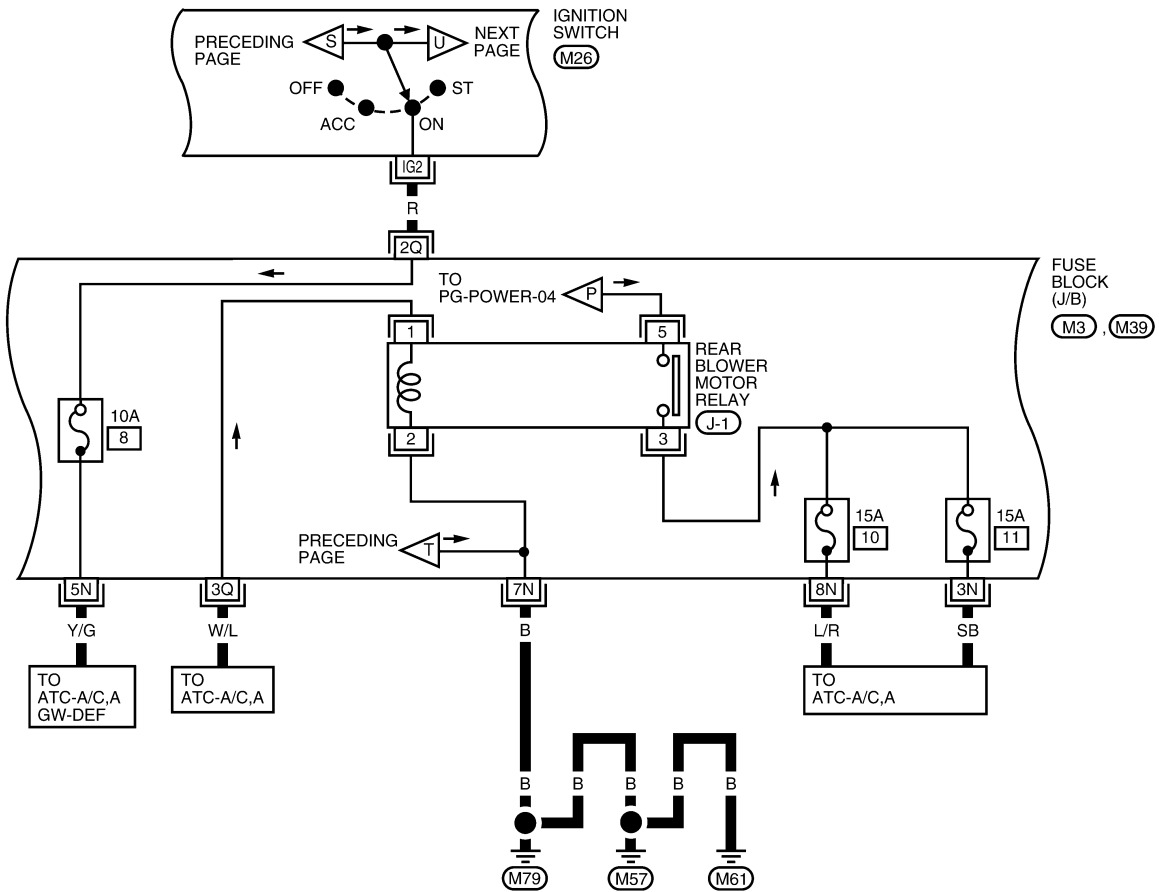 IGNITION
SWITCH
M26
PRECEDING
PAGE
S
U
NEXT
PAGE
OFF
ST
ACC
ON
IG2
R
2Q
FUSE
BLOCK
(J/B)
M3 , M39
TO
PG-POWER-04
P
1
5
REAR
BLOWER
MOTOR
RELAY
J-1
10A
8
2
3
15A
10
15A
11
PRECEDING
PAGE
T
5N
3Q
7N
8N
3N
Y/G
W/L
B
L/R
SB
TO
ATC-A/C,A
GW-DEF
TO
ATC-A/C,A
TO
ATC-A/C,A
B
B
B
B
B
M79
M57
M61